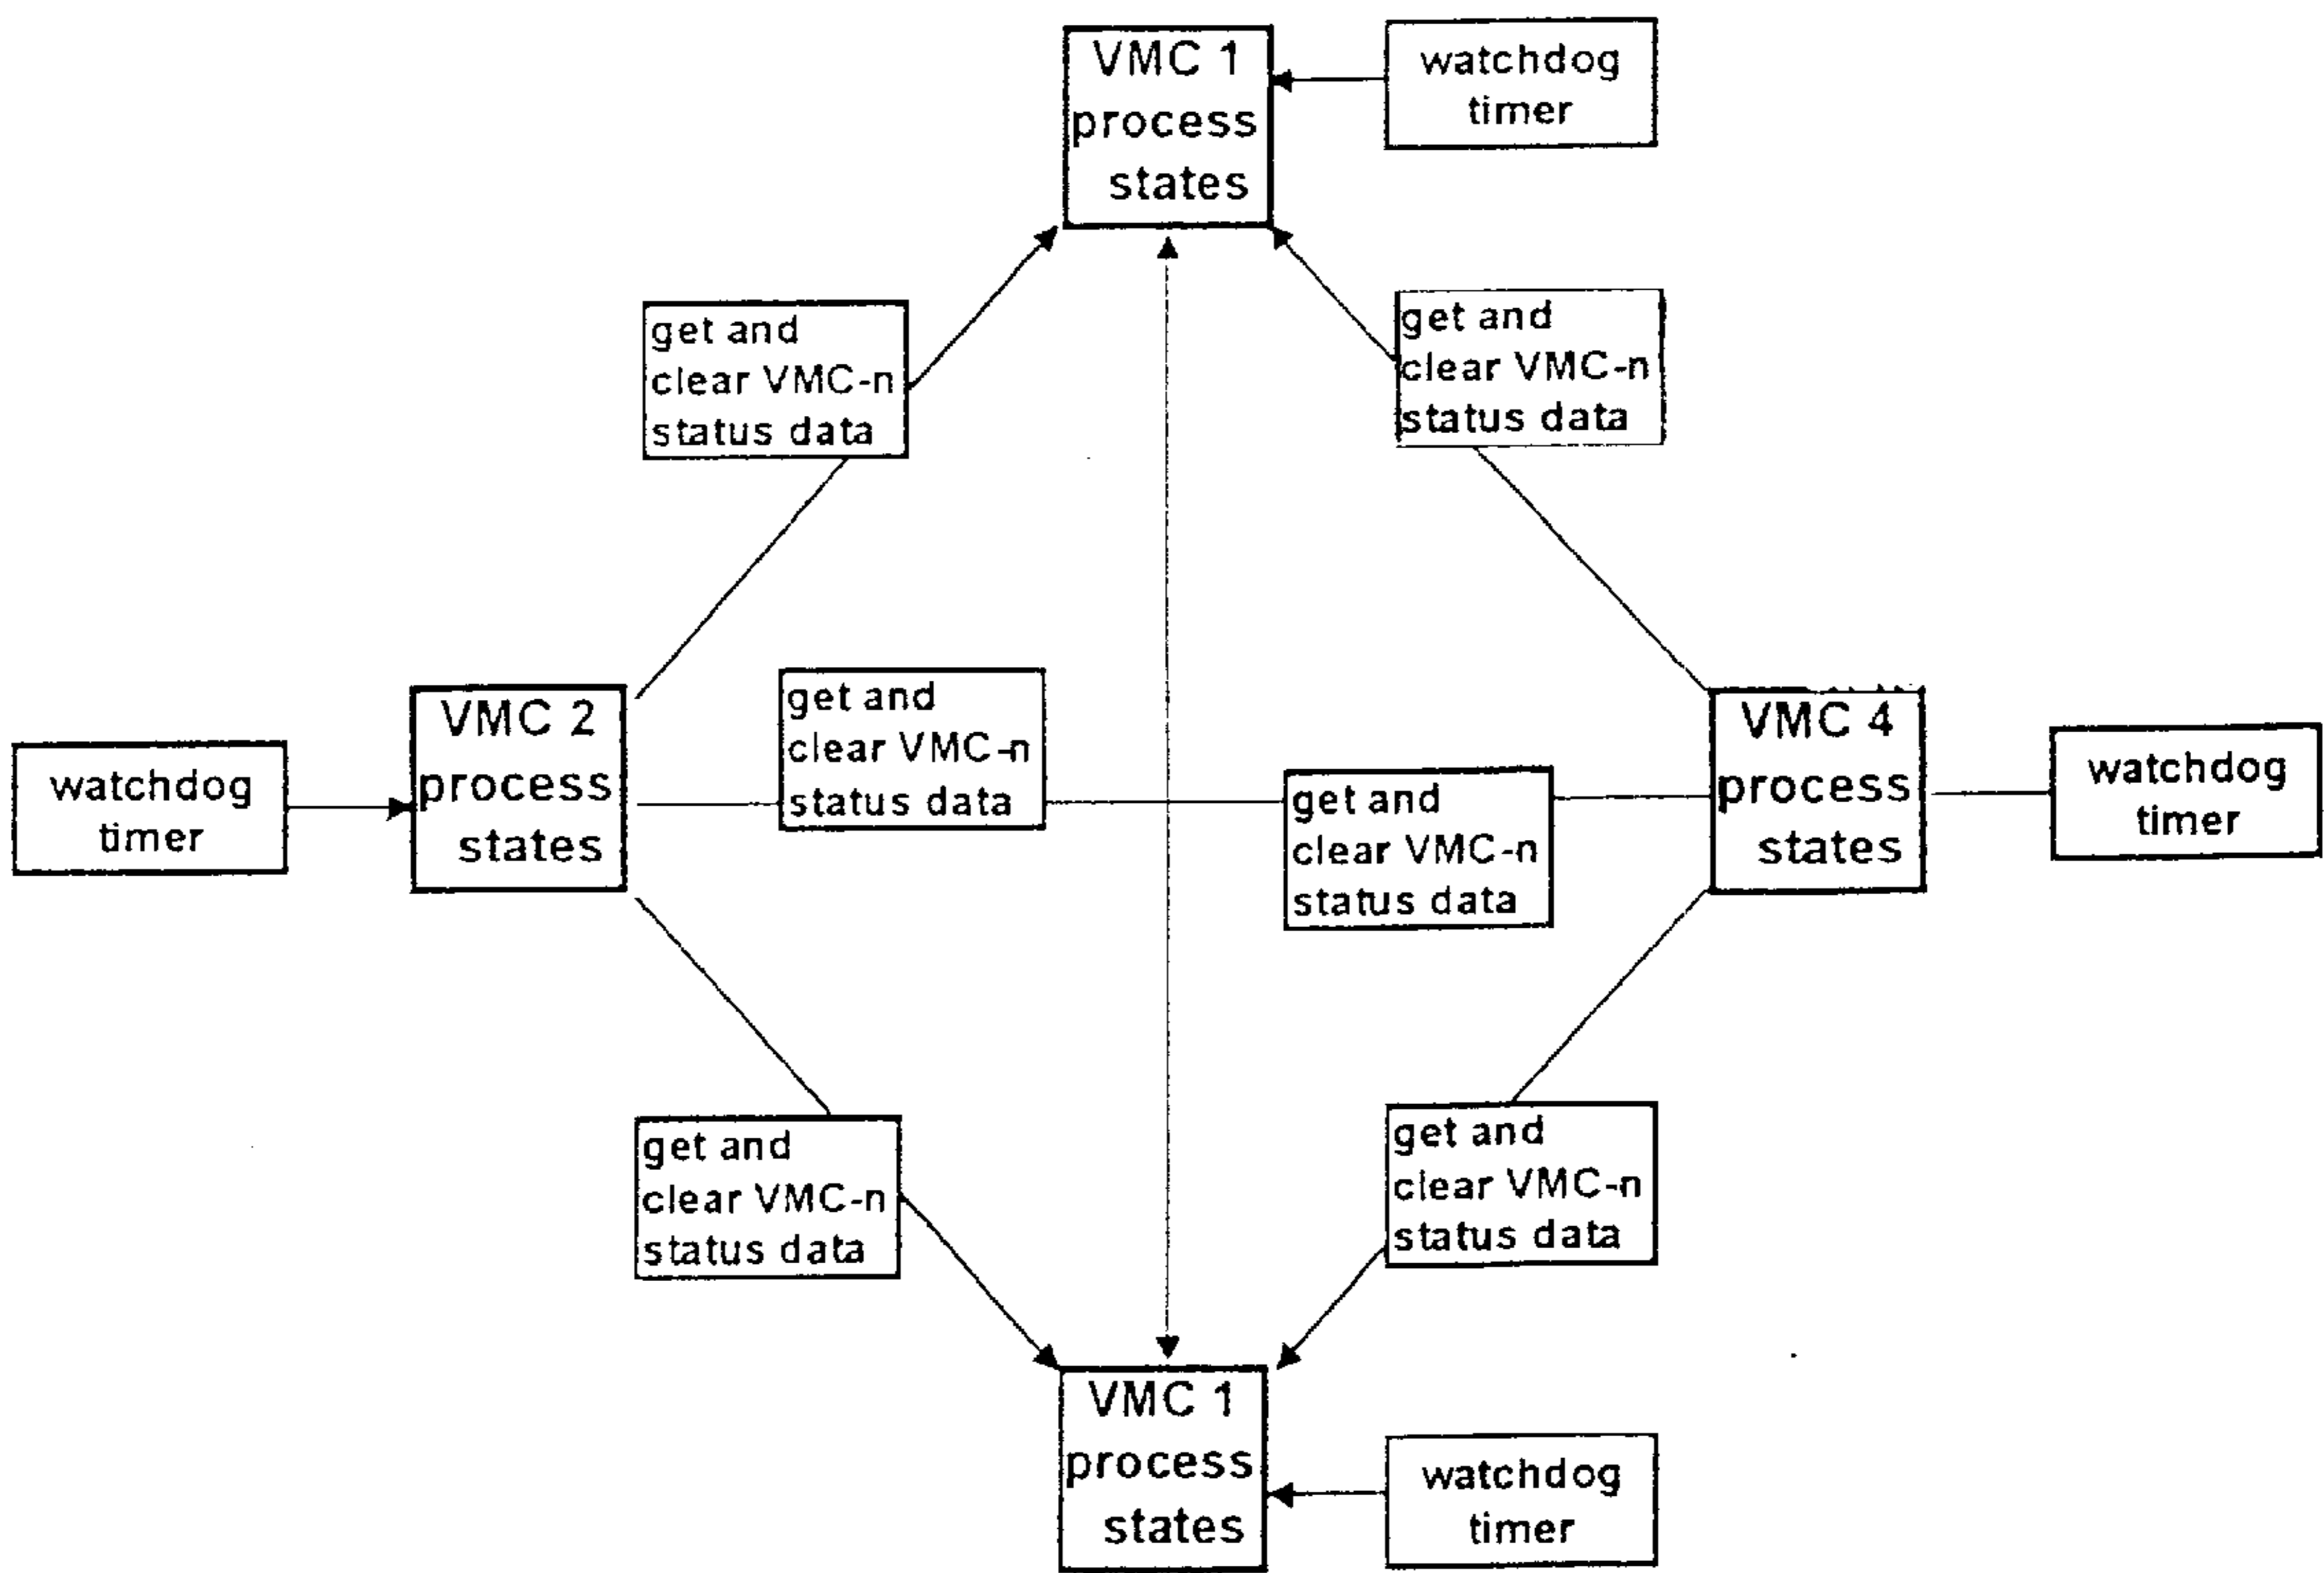 VMC 1
process
states
watchdog
timer
get and
clear VMC-n
status data
get and
clear VMC-n
status data
watchdog
timer
VMC 2
process
states
get and
clear VMC-n
status data
get and
clear VMC-n
status data
VMC 4
process
states
watchdog
timer
get and
clear VMC-n
status data
get and
clear VMC-n
status data
VMC 1
process
states
watchdog
timer